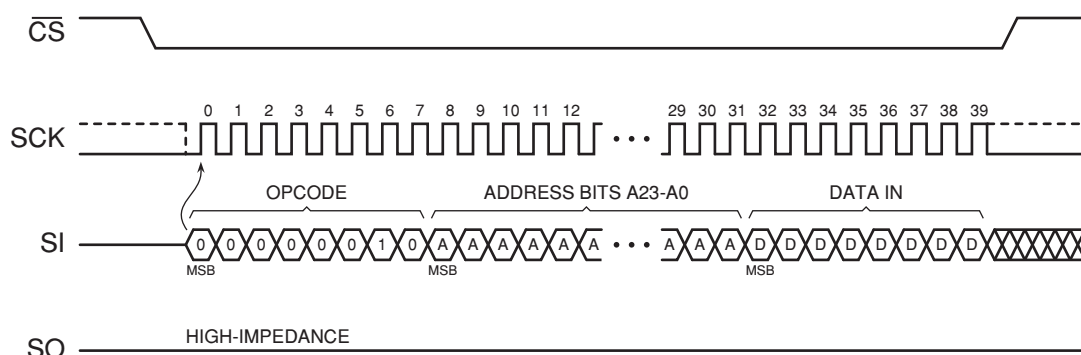 CS
0 1 2 3 4 5 6 7 8 9 10 11 12 29 30 31 32 33 34 35 36 37 38 39
SCK
OPCODE ADDRESS BITS A23-A0 DATA IN
SI 0 0 0 0 0 0 1 0 A A A A A A A A A D D D D D D D D
MSB MSB MSB
HIGH-IMPEDANCE
SO